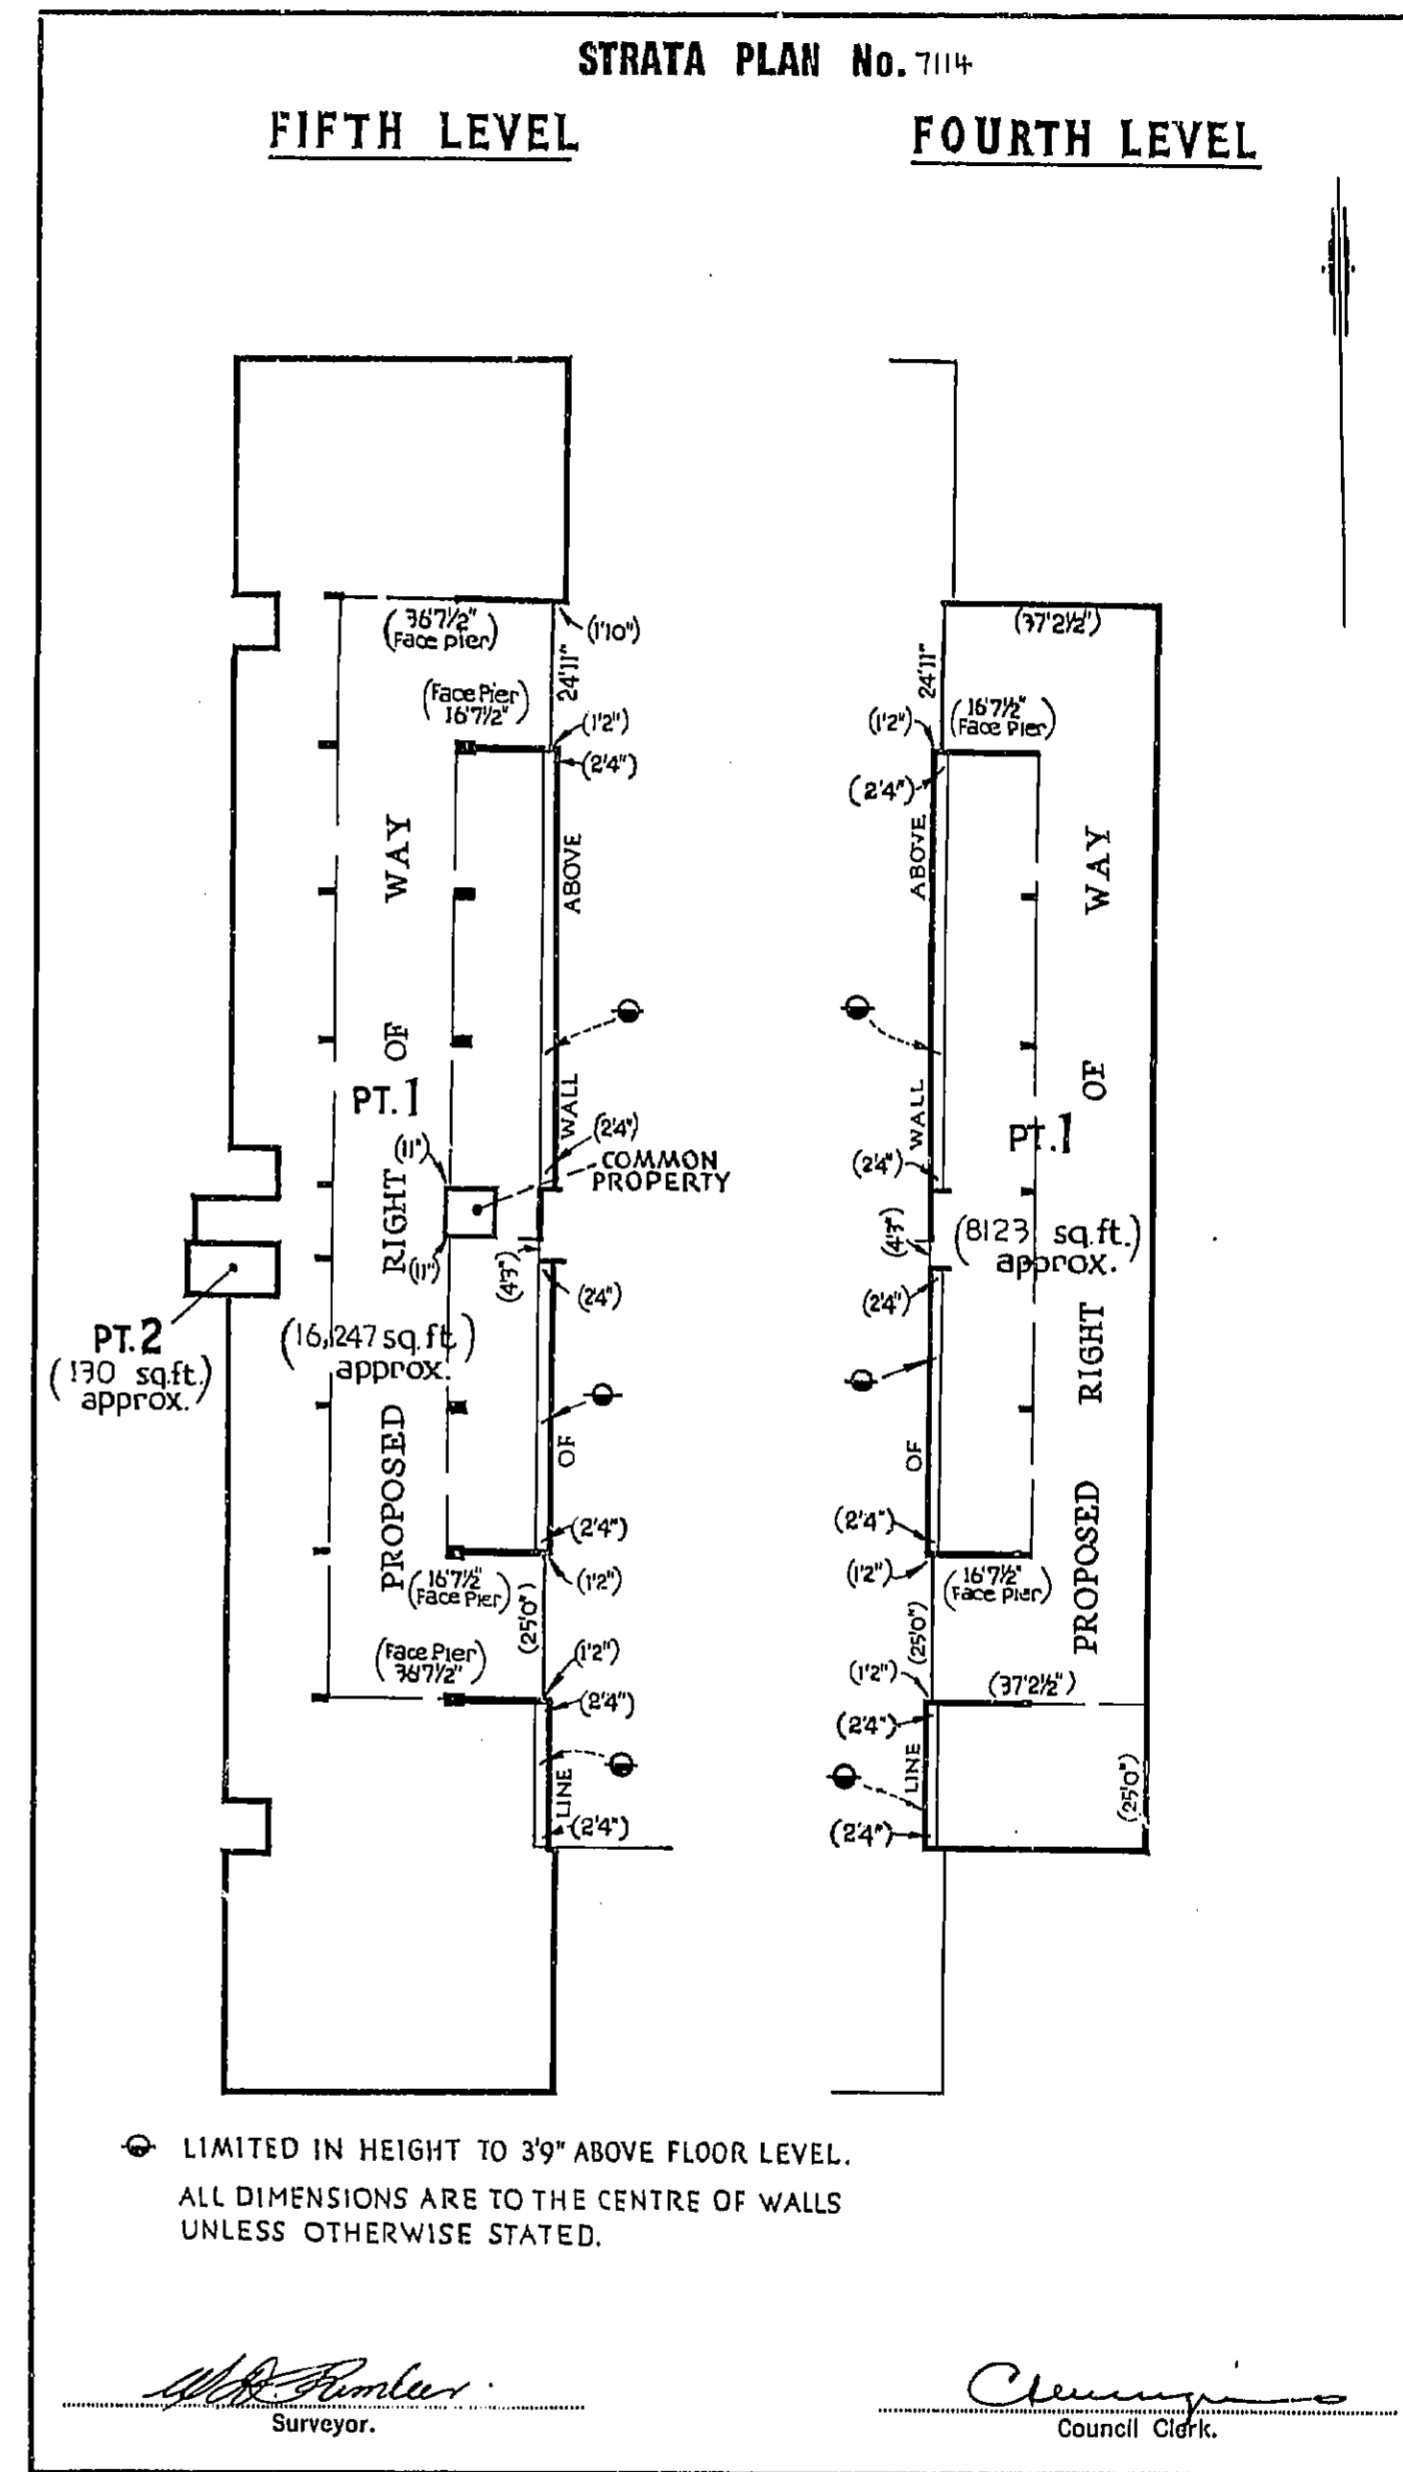 STRATA PLAN No. 7114
FIFTH LEVEL
FOURTH LEVEL
(36'7½"
Face pier)
(1'10")
24'11"
(Face Pier)
16'7½"
(1'2")
(2'4")
ABOVE
WALL
OF
LINE
PROPOSED RIGHT OF WAY
PT.1
(11")
(2'4")
COMMON
PROPERTY
(11")
(4'3")
(2'4")
PT.2
(130 sq.ft.)
approx.
(16,247 sq.ft.)
approx.
(2'4")
(1'2")
(16'7½"
Face Pier)
(25'0")
(Face Pier)
36'7½"
(1'2")
(2'4")
(2'4")
(37'2½")
24'11"
(1'2")
(16'7½"
Face Pier)
(2'4")
ABOVE
WALL
OF
LINE
PROPOSED RIGHT OF WAY
PT.1
(2'4")
(4'3")
(8123 sq.ft.)
approx.
(2'4")
(2'4")
(1'2")
(16'7½"
Face Pier)
(25'0")
(1'2")
(37'2½")
(2'4")
(25'0")
(2'4")
LIMITED IN HEIGHT TO 3'9" ABOVE FLOOR LEVEL.
ALL DIMENSIONS ARE TO THE CENTRE OF WALLS
UNLESS OTHERWISE STATED.
Surveyor.
Council Clerk.